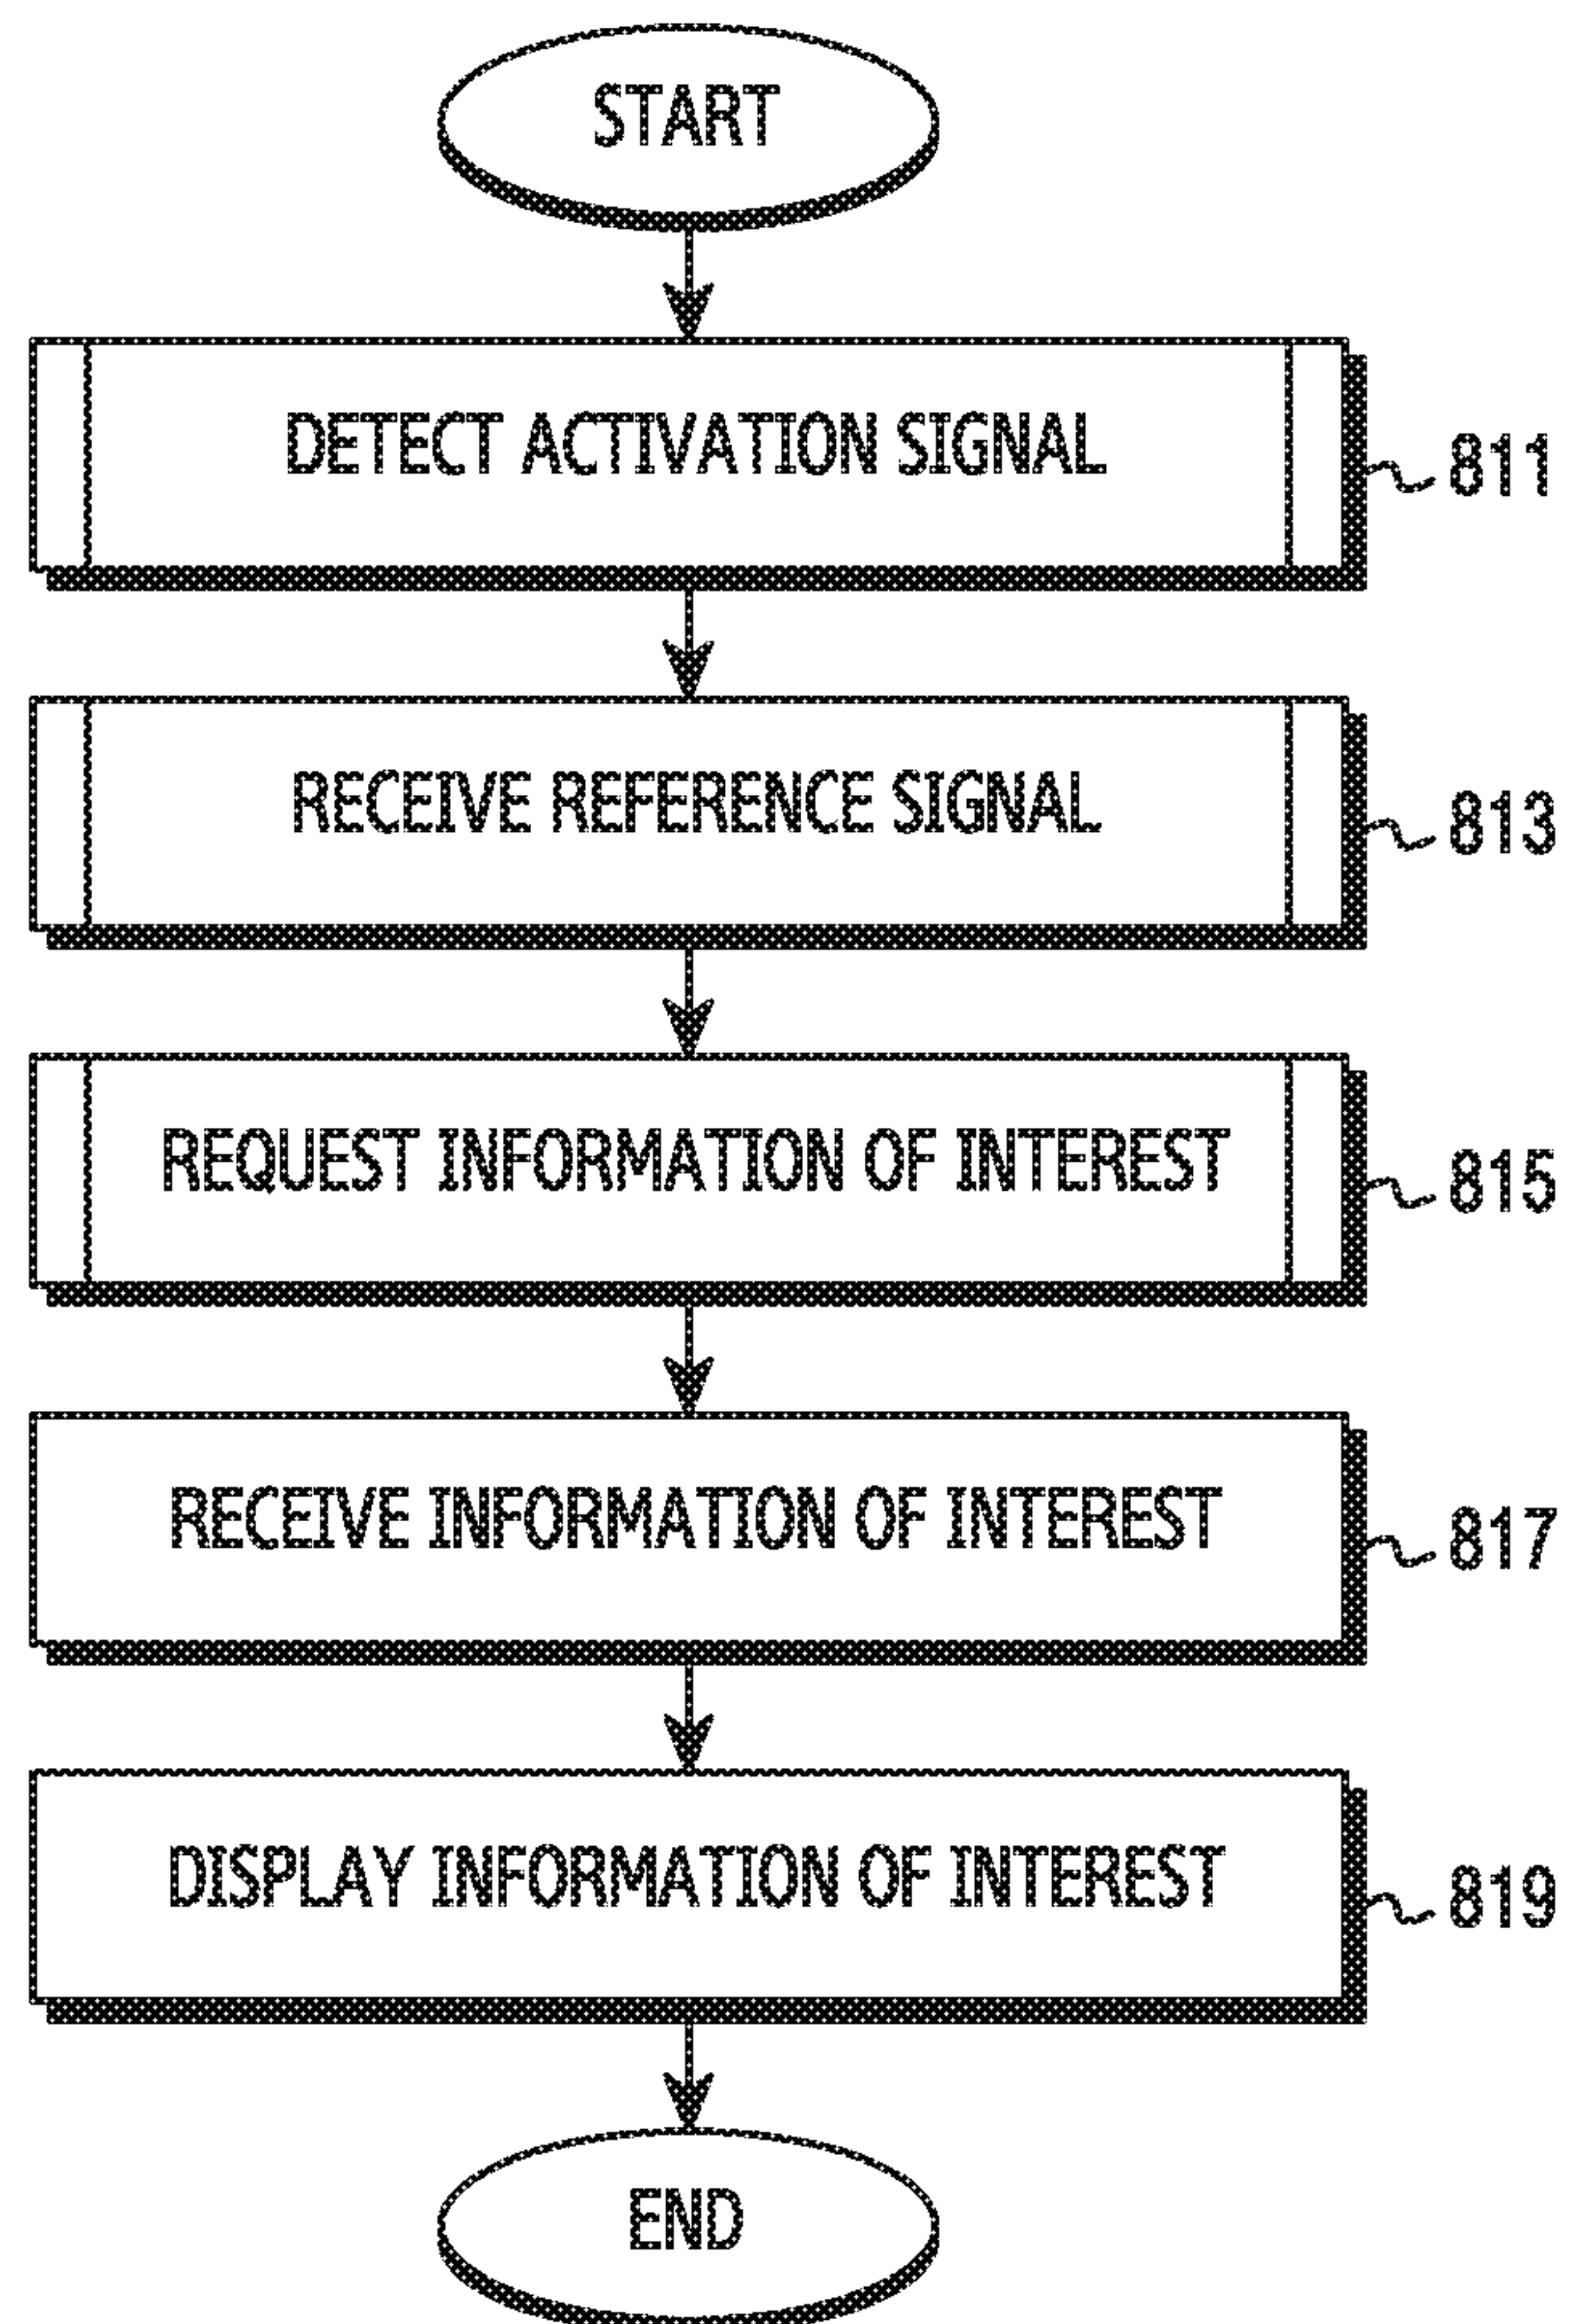 START
DETECT ACTIVATION SIGNAL
811
RECEIVE REFERENCE SIGNAL
813
REQUEST INFORMATION OF INTEREST
815
RECEIVE INFORMATION OF INTEREST
817
DISPLAY INFORMATION OF INTEREST
819
END